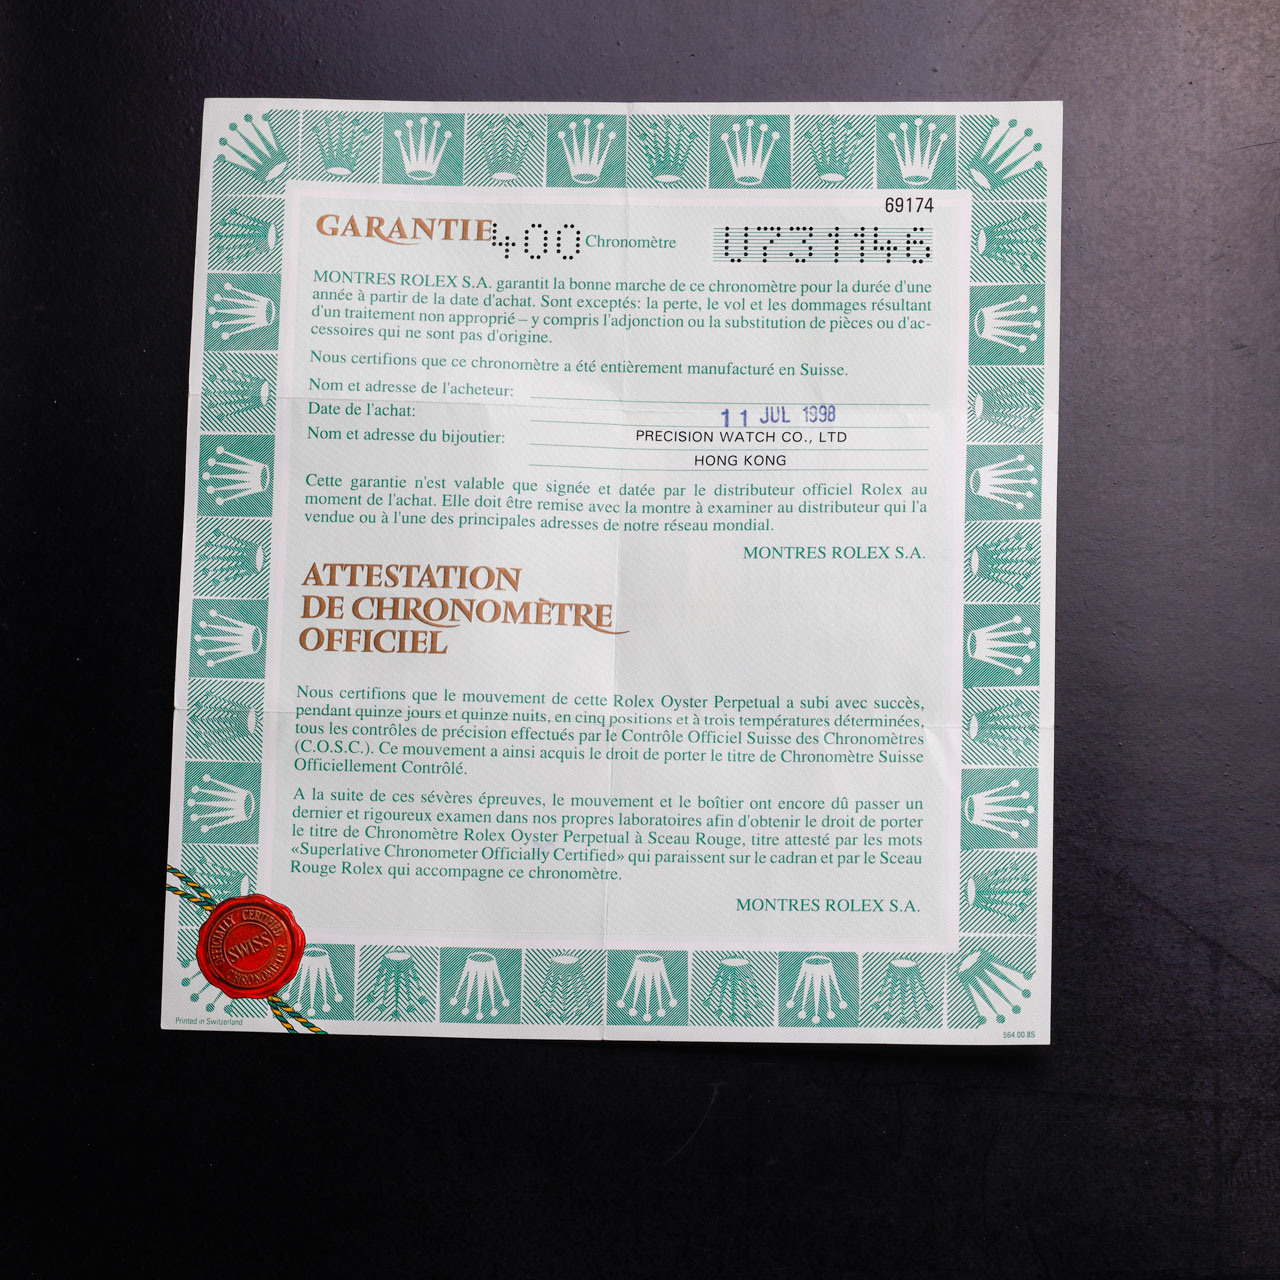 69174
GARANTIE 400 Chronomètre U731146
MONTRES ROLEX S.A. garantit la bonne marche de ce chronomètre pour la durée d'une
année à partir de la date d'achat. Sont exceptés: la perte, le vol et les dommages résultant
d'un traitement non approprié – y compris l'adjonction ou la substitution de pièces ou d'ac-
cessoires qui ne sont pas d'origine.
Nous certifions que ce chronomètre a été entièrement manufacturé en Suisse.
Nom et adresse de l'acheteur:
Date de l'achat: 11 JUL 1998
Nom et adresse du bijoutier: PRECISION WATCH CO., LTD
HONG KONG
Cette garantie n'est valable que signée et datée par le distributeur officiel Rolex au
moment de l'achat. Elle doit être remise avec la montre à examiner au distributeur qui l'a
vendue ou à l'une des principales adresses de notre réseau mondial.
MONTRES ROLEX S.A.
ATTESTATION
DE CHRONOMÈTRE
OFFICIEL
Nous certifions que le mouvement de cette Rolex Oyster Perpetual a subi avec succès,
pendant quinze jours et quinze nuits, en cinq positions et à trois températures déterminées,
tous les contrôles de précision effectués par le Contrôle Officiel Suisse des Chronomètres
(C.O.S.C.). Ce mouvement a ainsi acquis le droit de porter le titre de Chronomètre Suisse
Officiellement Contrôlé.
A la suite de ces sévères épreuves, le mouvement et le boîtier ont encore dû passer un
dernier et rigoureux examen dans nos propres laboratoires afin d'obtenir le droit de porter
le titre de Chronomètre Rolex Oyster Perpetual à Sceau Rouge, titre attesté par les mots
«Superlative Chronometer Officially Certified» qui paraissent sur le cadran et par le Sceau
Rouge Rolex qui accompagne ce chronomètre.
MONTRES ROLEX S.A.
OFFICIALLY CERTIFIED
SWISS
CHRONOMETER
Printed in Switzerland
564.00.8S